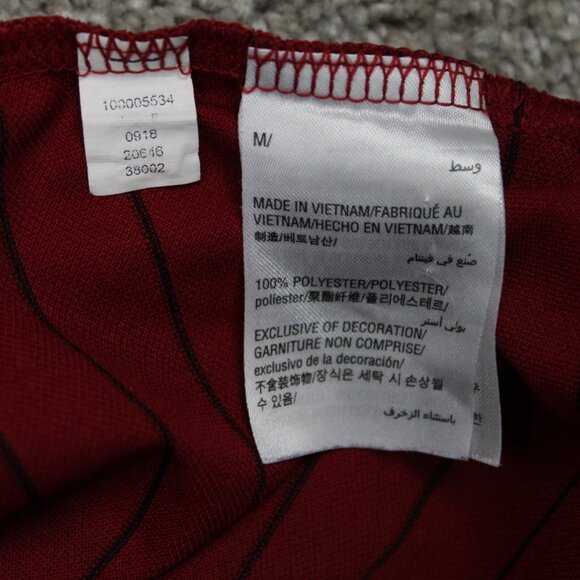 100005534
0918
20E46
38002
M/
وسط
MADE IN VIETNAM/FABRIQUÉ AU
VIETNAM/HECHO EN VIETNAM/越南
制造/베트남산/
صنع في فيتنام
100% POLYESTER/POLYESTER/
poliester/聚酯纤维/폴리에스테르/
بولي أستر
EXCLUSIVE OF DECORATION/
GARNITURE NON COMPRISE/
exclusivo de la decoración/
不含装饰物/장식은 세탁 시 손상될
수 있음/
باستثناء الزخرف